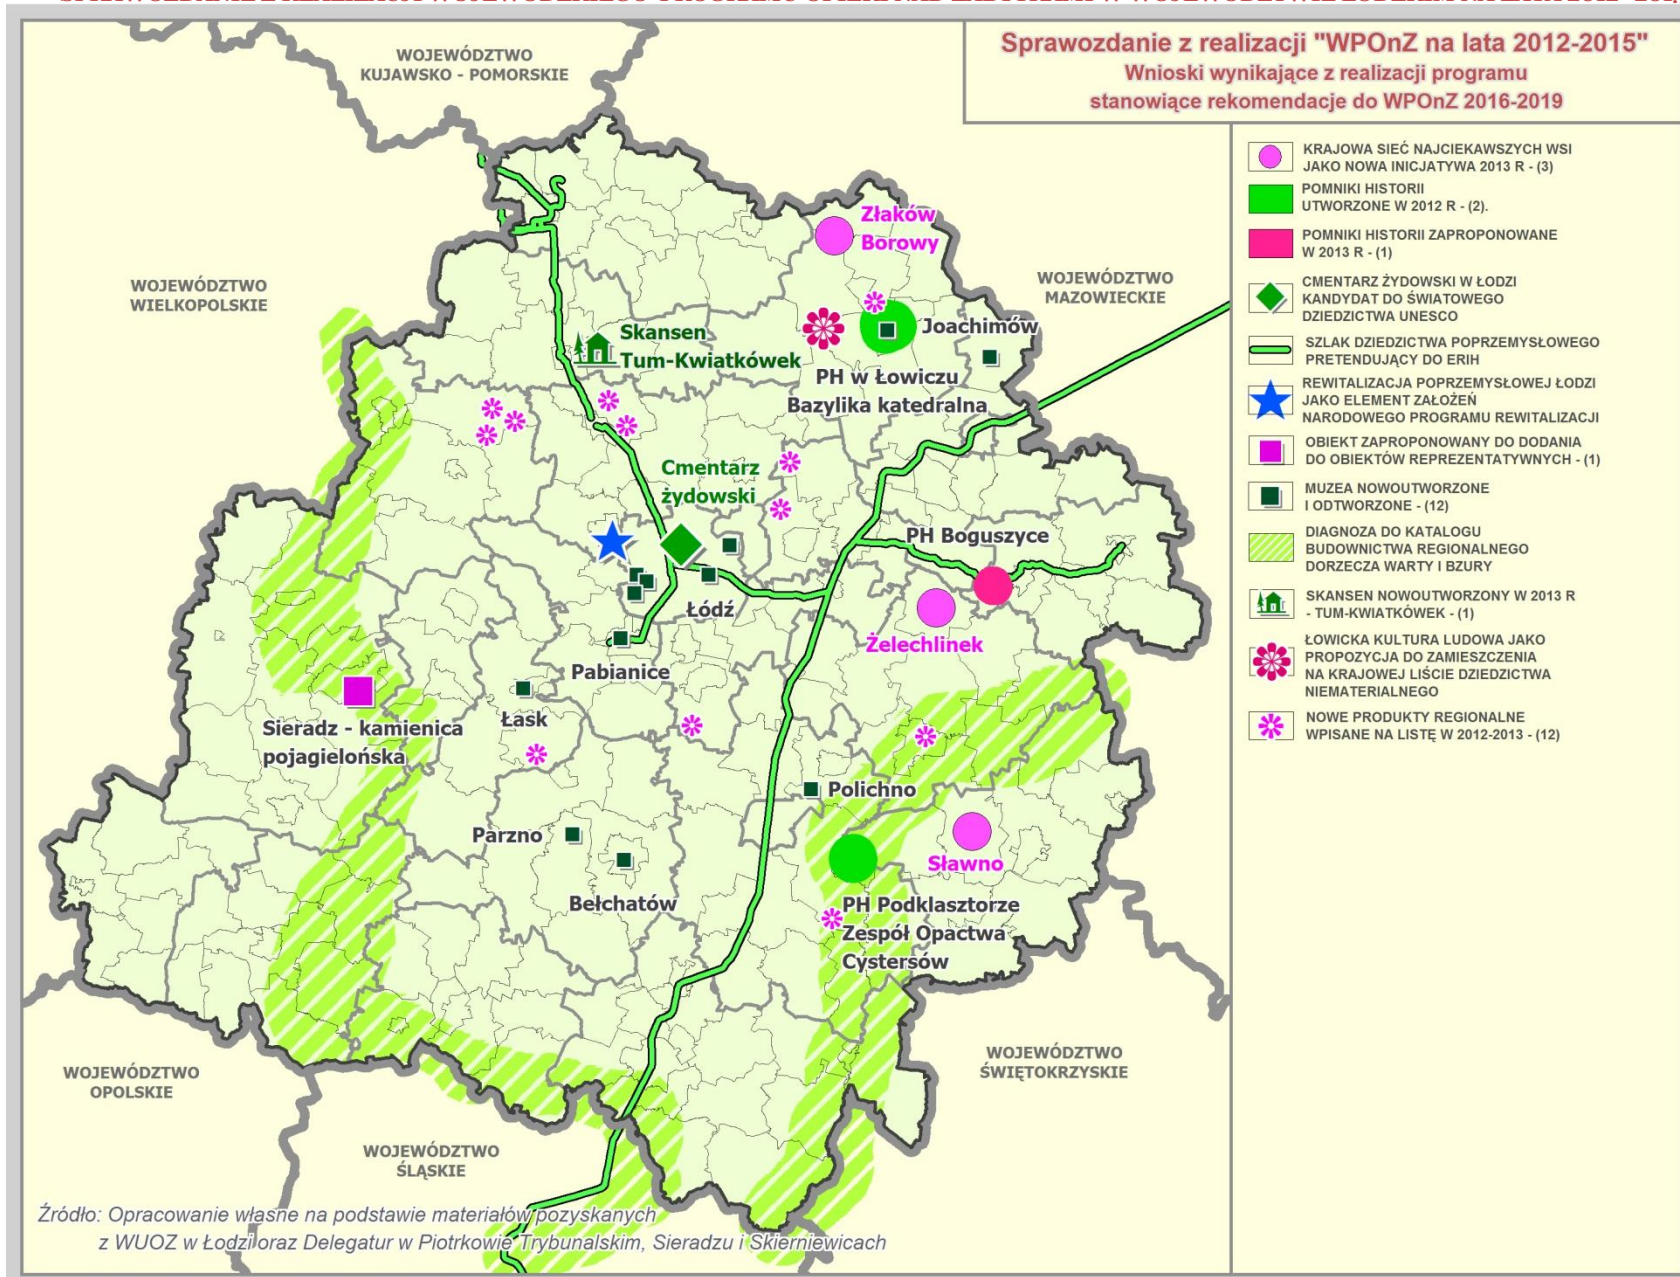 Sprawozdanie z realizacji "WPOnZ na lata 2012-2015"
Wnioski wynikające z realizacji programu
stanowiące rekomendacje do WPOnZ 2016-2019
WOJEWÓDZTWO
KUJAWSKO - POMORSKIE
WOJEWÓDZTWO
WIELKOPOLSKIE
WOJEWÓDZTWO
MAZOWIECKIE
Złaków
Borowy
Skansen
Tum-Kwiatkówek
Joachimów
PH w Łowiczu
Bazylika katedralna
Cmentarz
żydowski
PH Boguszyce
Łódź
Żelechlinek
Pabianice
Łask
Sieradz - kamienica
pojagielońska
Polichno
Parzno
Sławno
Bełchatów
PH Podklasztorze
Zespół Opactwa
Cystersów
WOJEWÓDZTWO
OPOLSKIE
WOJEWÓDZTWO
ŚWIĘTOKRZYSKIE
WOJEWÓDZTWO
ŚLĄSKIE
Źródło: Opracowanie własne na podstawie materiałów pozyskanych
z WUOZ w Łodzi oraz Delegatur w Piotrkowie Trybunalskim, Sieradzu i Skierniewicach
KRAJOWA SIEĆ NAJCIEKAWSZYCH WSI
JAKO NOWA INICJATYWA 2013 R - (3)
POMNIKI HISTORII
UTWORZONE W 2012 R - (2).
POMNIKI HISTORII ZAPROPONOWANE
W 2013 R - (1)
CMENTARZ ŻYDOWSKI W ŁODZI
KANDYDAT DO ŚWIATOWEGO
DZIEDZICTWA UNESCO
SZLAK DZIEDZICTWA POPRZEMYSŁOWEGO
PRETENDUJĄCY DO ERIH
REWITALIZACJA POPRZEMYSŁOWEJ ŁODZI
JAKO ELEMENT ZAŁOŻEŃ
NARODOWEGO PROGRAMU REWITALIZACJI
OBIEKT ZAPROPONOWANY DO DODANIA
DO OBIEKTÓW REPREZENTATYWNYCH - (1)
MUZEA NOWOUTWORZONE
I ODTWORZONE - (12)
DIAGNOZA DO KATALOGU
BUDOWNICTWA REGIONALNEGO
DORZECZA WARTY I BZURY
SKANSEN NOWOUTWORZONY W 2013 R
- TUM-KWIATKÓWEK - (1)
ŁOWICKA KULTURA LUDOWA JAKO
PROPOZYCJA DO ZAMIESZCZENIA
NA KRAJOWEJ LIŚCIE DZIEDZICTWA
NIEMATERIALNEGO
NOWE PRODUKTY REGIONALNE
WPISANE NA LISTĘ W 2012-2013 - (12)